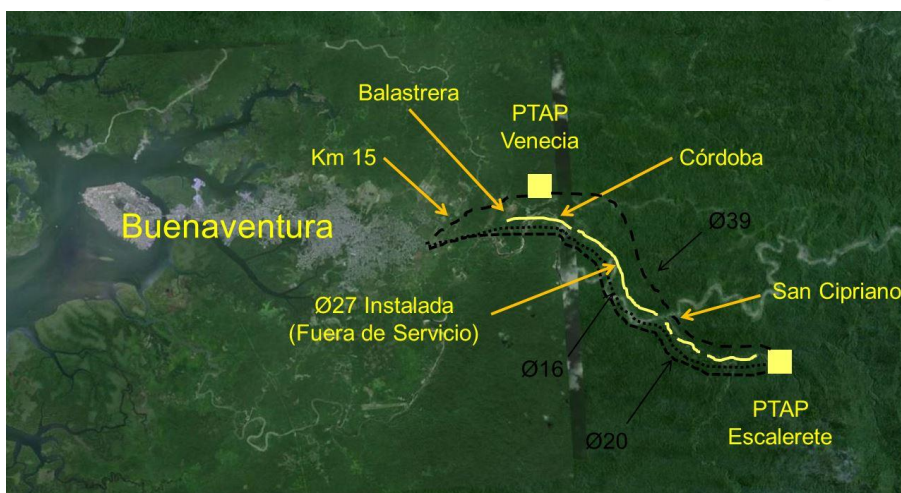 Balastrera
PTAP
Venecia
Km 15
Córdoba
Buenaventura
Ø39
San Cipriano
Ø27 Instalada
(Fuera de Servicio)
Ø16
PTAP
Escalerete
Ø20